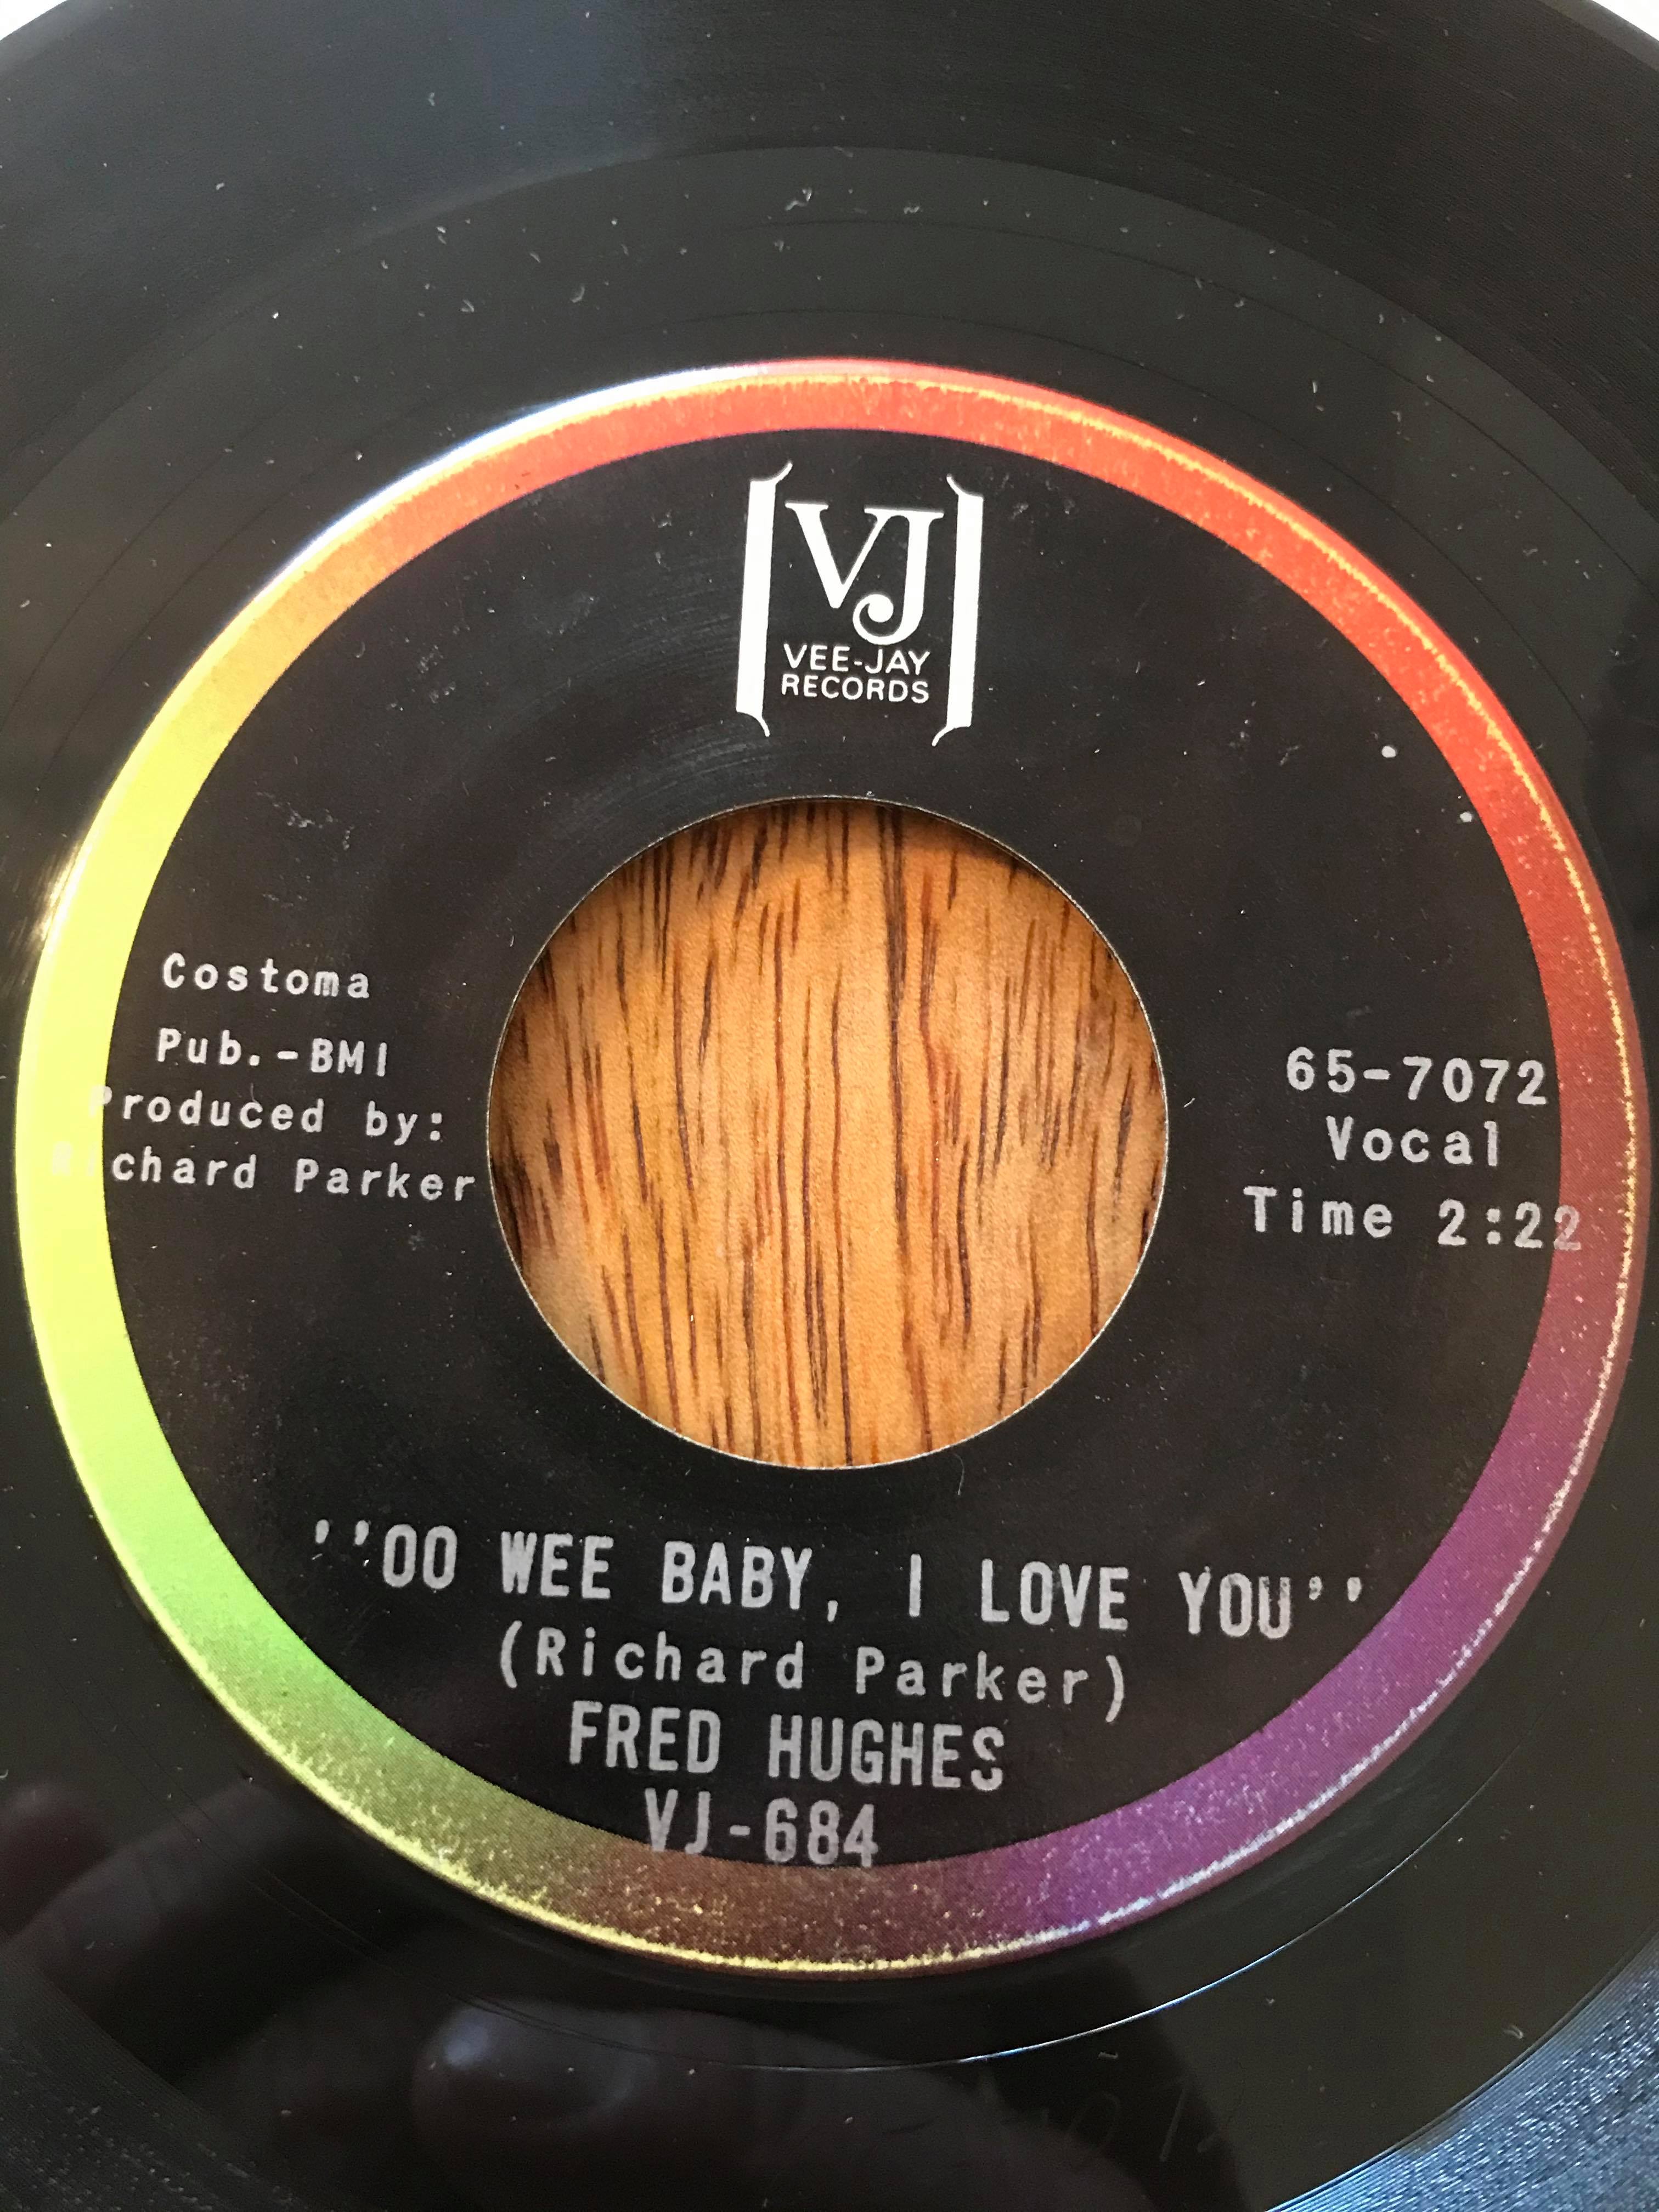 VJ
VEE-JAY
RECORDS
Costoma
Pub.-BMI
Produced by:
Richard Parker
65-7072
Vocal
Time 2:22
''OO WEE BABY, I LOVE YOU''
(Richard Parker)
FRED HUGHES
VJ-684